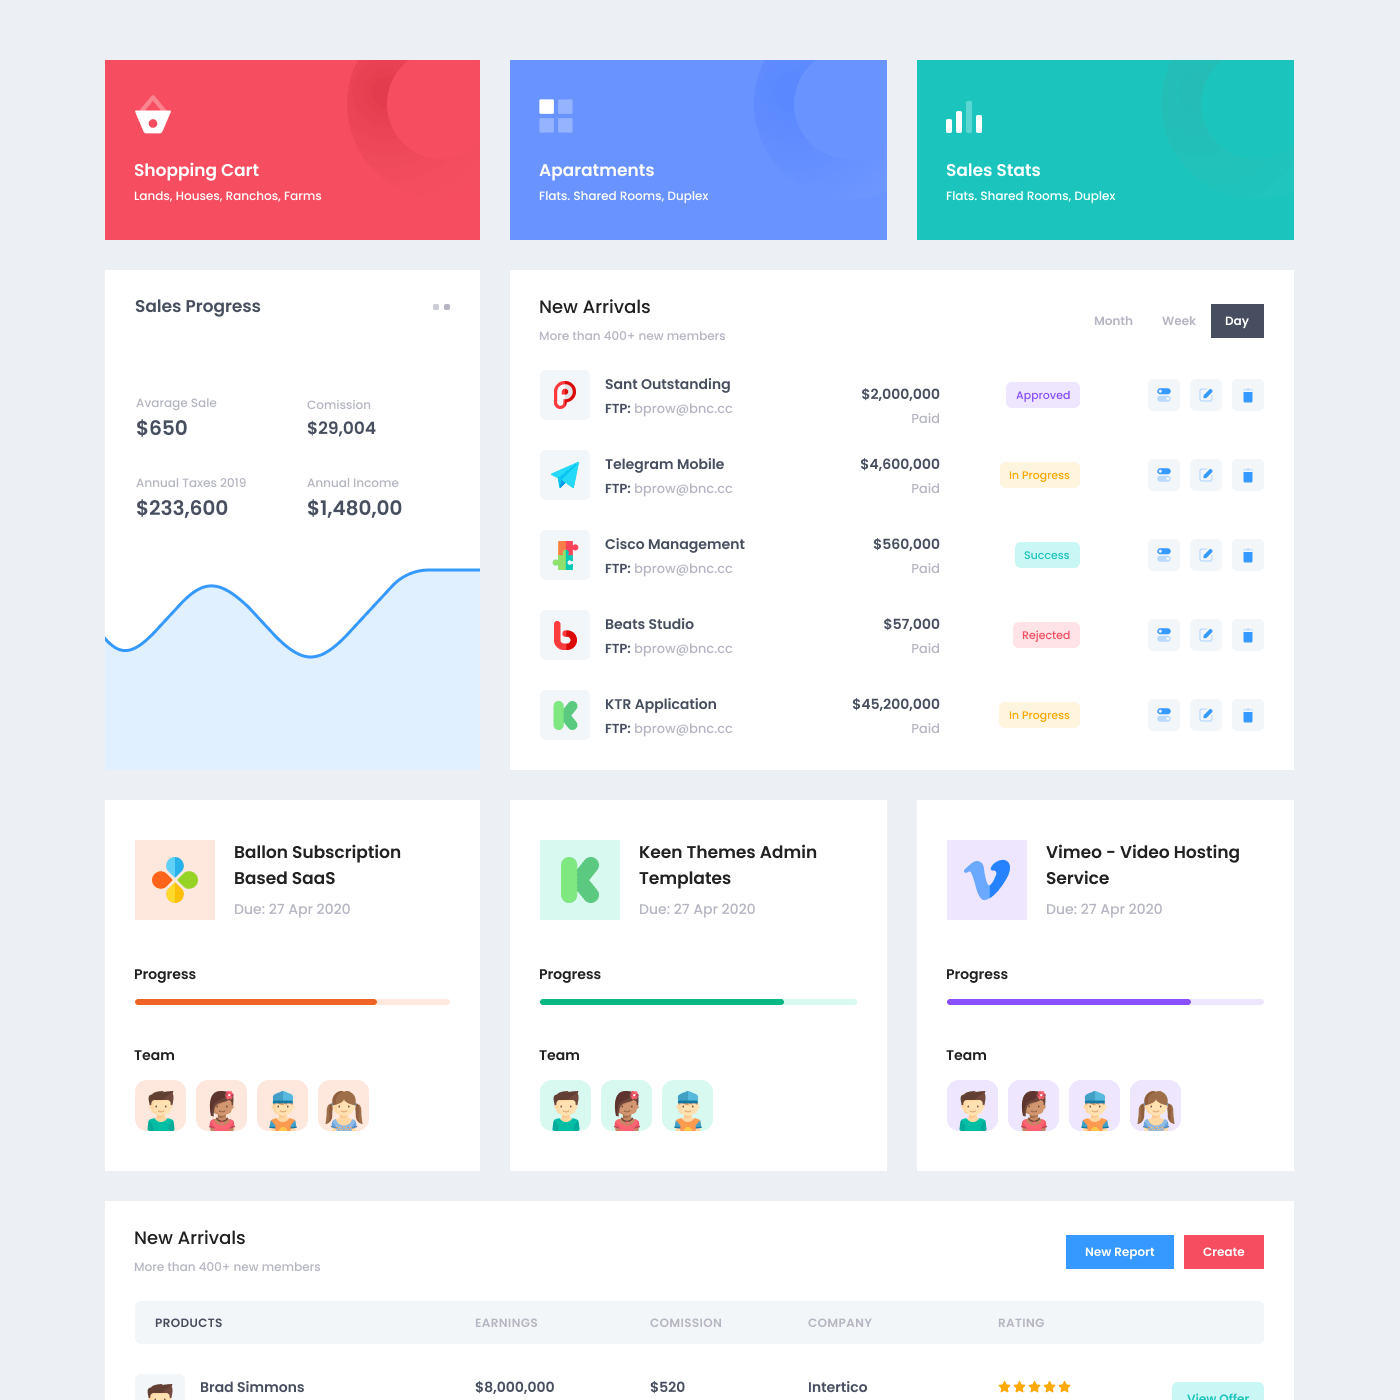 Shopping Cart
Lands, Houses, Ranchos, Farms
Aparatments
Flats. Shared Rooms, Duplex
Sales Stats
Flats. Shared Rooms, Duplex
Sales Progress
Avarage Sale
$650
Comission
$29,004
Annual Taxes 2019
$233,600
Annual Income
$1,480,00
New Arrivals
More than 400+ new members
Month Week Day
Sant Outstanding
FTP: bprow@bnc.cc
$2,000,000
Paid
Approved
Telegram Mobile
FTP: bprow@bnc.cc
$4,600,000
Paid
In Progress
Cisco Management
FTP: bprow@bnc.cc
$560,000
Paid
Success
Beats Studio
FTP: bprow@bnc.cc
$57,000
Paid
Rejected
KTR Application
FTP: bprow@bnc.cc
$45,200,000
Paid
In Progress
Ballon Subscription
Based SaaS
Due: 27 Apr 2020
Progress
Team
Keen Themes Admin
Templates
Due: 27 Apr 2020
Progress
Team
Vimeo - Video Hosting
Service
Due: 27 Apr 2020
Progress
Team
New Arrivals
More than 400+ new members
New Report Create
PRODUCTS EARNINGS COMISSION COMPANY RATING
Brad Simmons $8,000,000 $520 Intertico
View Offer